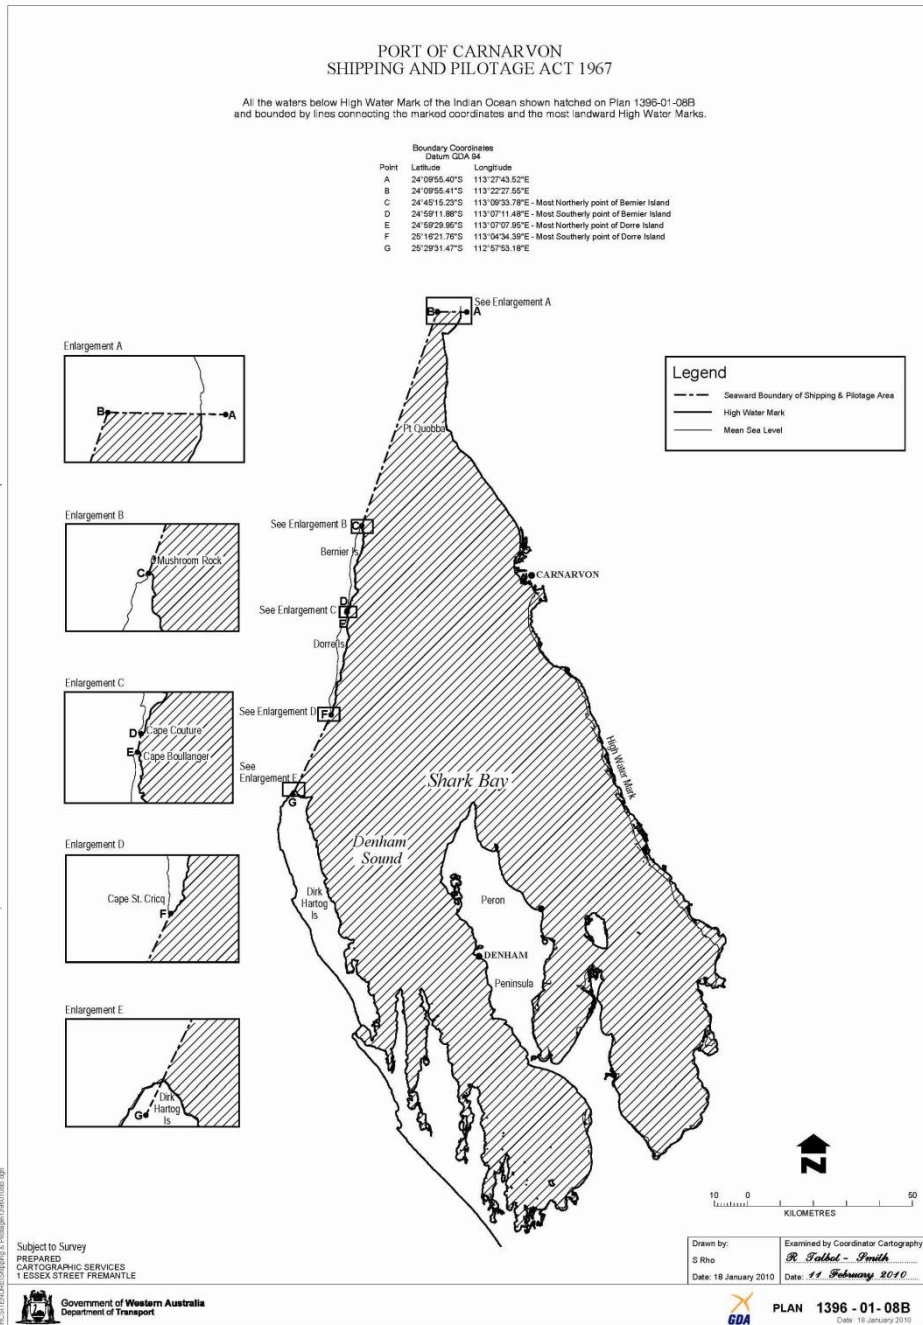 PORT OF CARNARVON
SHIPPING AND PILOTAGE ACT 1967
All the waters below High Water Mark of the Indian Ocean shown hatched on Plan 1396-01-08B
and bounded by lines connecting the marked coordinates and the most landward High Water Marks.
Boundary Coordinates
Datum GDA 94
Point Latitude Longitude
A 24°09'55.40"S 113°27'43.52"E
B 24°09'55.41"S 113°22'27.55"E
C 24°45'15.23"S 113°09'33.78"E - Most Northerly point of Bernier Island
D 24°59'11.88"S 113°07'11.48"E - Most Southerly point of Bernier Island
E 24°59'29.95"S 113°07'07.95"E - Most Northerly point of Dorre Island
F 25°16'21.76"S 113°04'34.39"E - Most Southerly point of Dorre Island
G 25°29'31.47"S 112°57'53.18"E
See Enlargement A
B A
Enlargement A
B A
Legend
Seaward Boundary of Shipping & Pilotage Area
High Water Mark
Mean Sea Level
Pt Quobba
Enlargement B
Mushroom Rock
C
See Enlargement B
C
Bernier Is
CARNARVON
See Enlargement C
D
E
Dorre Is
Enlargement C
D Cape Couture
E Cape Boullanger
See Enlargement D
F
High Water Mark
See
Enlargement E
G
Shark Bay
Denham
Sound
Enlargement D
Cape St. Cricq
F
Dirk
Hartog
Is
Peron
DENHAM
Peninsula
Enlargement E
Dirk
Hartog
Is
G
N
10 0 50
KILOMETRES
Subject to Survey
PREPARED
CARTOGRAPHIC SERVICES
1 ESSEX STREET FREMANTLE
Drawn by:
S Rho
Date: 18 January 2010
Examined by Coordinator Cartography
R Talbot - Smith
Date: 11 February 2010
Government of Western Australia
Department of Transport
GDA
PLAN 1396 - 01 - 08B
Date: 18 January 2010